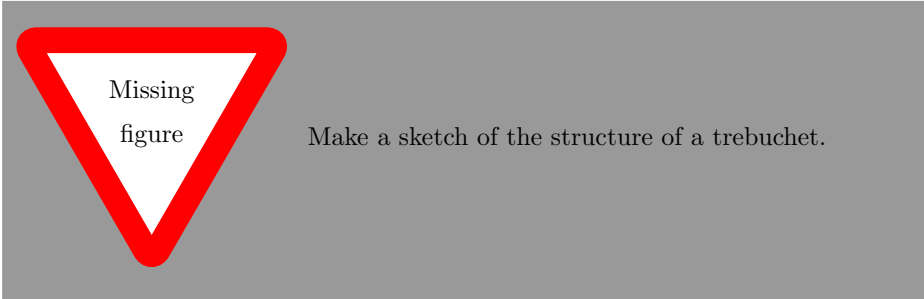 Missing
figure
Make a sketch of the structure of a trebuchet.